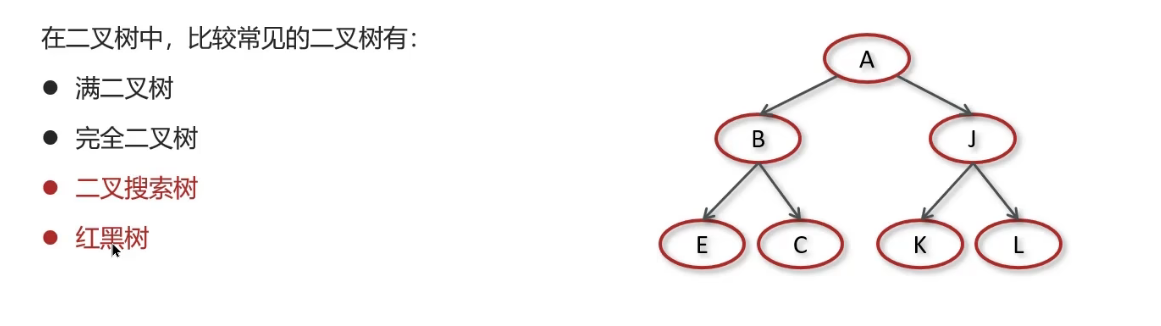 在二叉树中，比较常见的二叉树有：
● 满二叉树
● 完全二叉树
● 二叉搜索树
● 红黑树
A
B J
E C K L